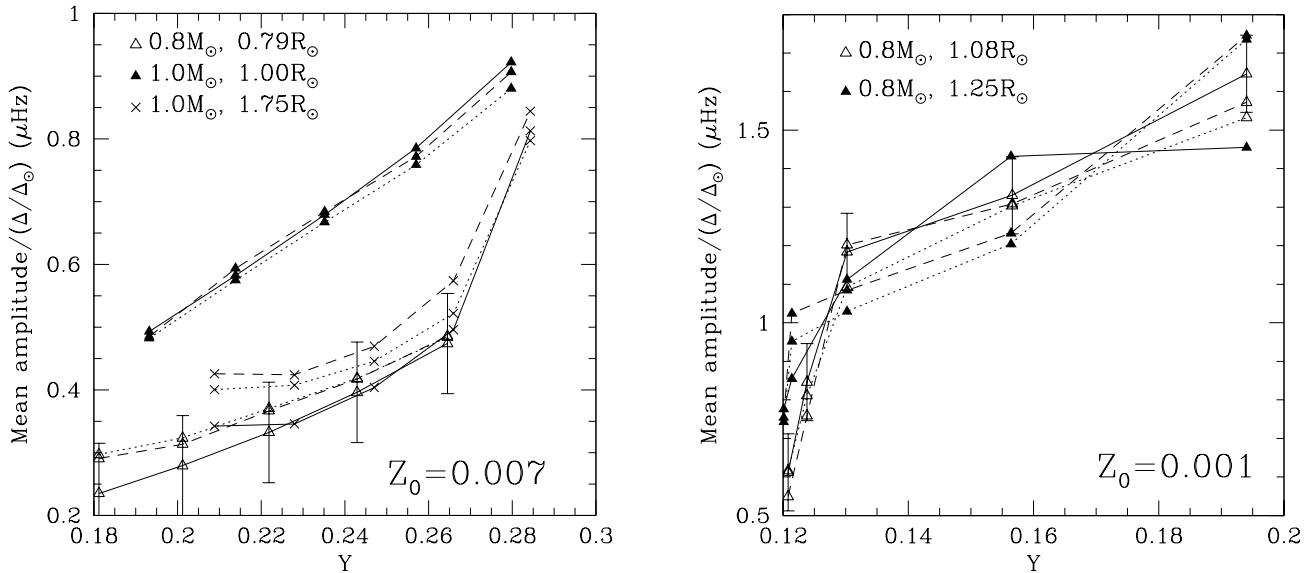 Mean amplitude/(Δ/Δ⊙) (μHz)
1
0.8
0.6
0.4
0.2
0.8M⊙, 0.79R⊙
1.0M⊙, 1.00R⊙
1.0M⊙, 1.75R⊙
Z₀=0.007
0.18 0.2 0.22 0.24 0.26 0.28 0.3
Y
Mean amplitude/(Δ/Δ⊙) (μHz)
1.5
1
0.5
0.8M⊙, 1.08R⊙
0.8M⊙, 1.25R⊙
Z₀=0.001
0.12 0.14 0.16 0.18 0.2
Y